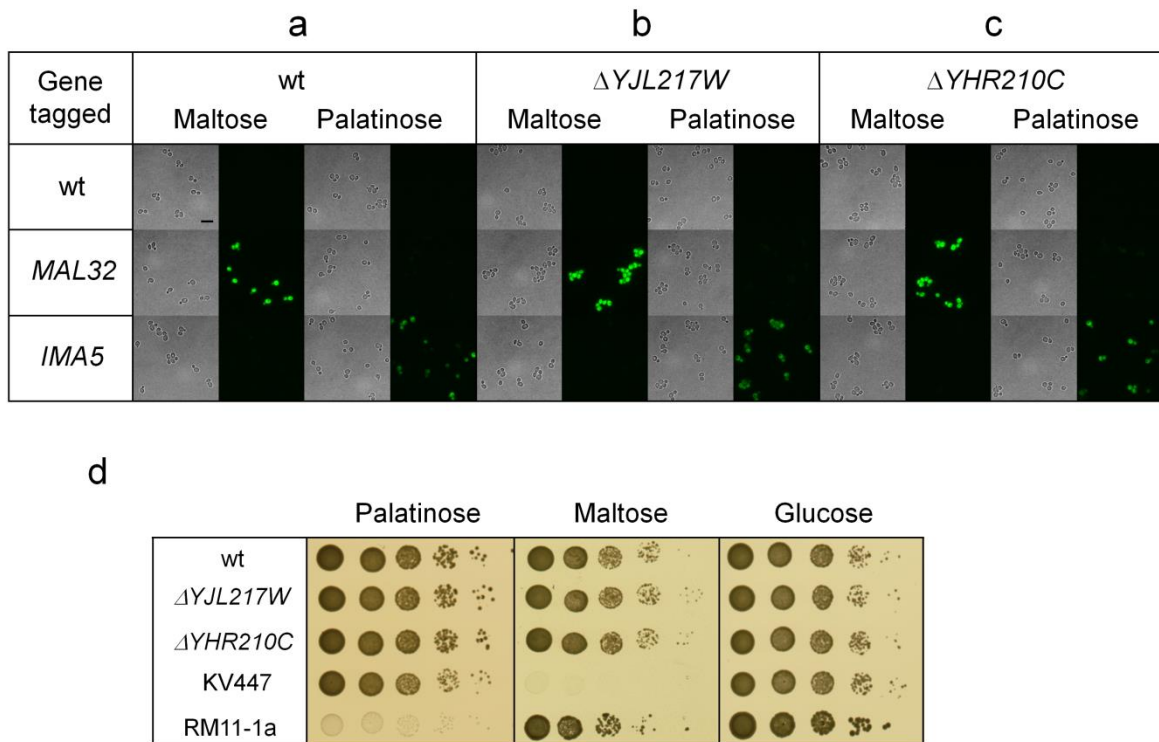 a b c
Gene tagged
wt
ΔYJL217W
ΔYHR210C
Maltose Palatinose Maltose Palatinose Maltose Palatinose
wt
MAL32
IMA5
d
Palatinose Maltose Glucose
wt
ΔYJL217W
ΔYHR210C
KV447
RM11-1a